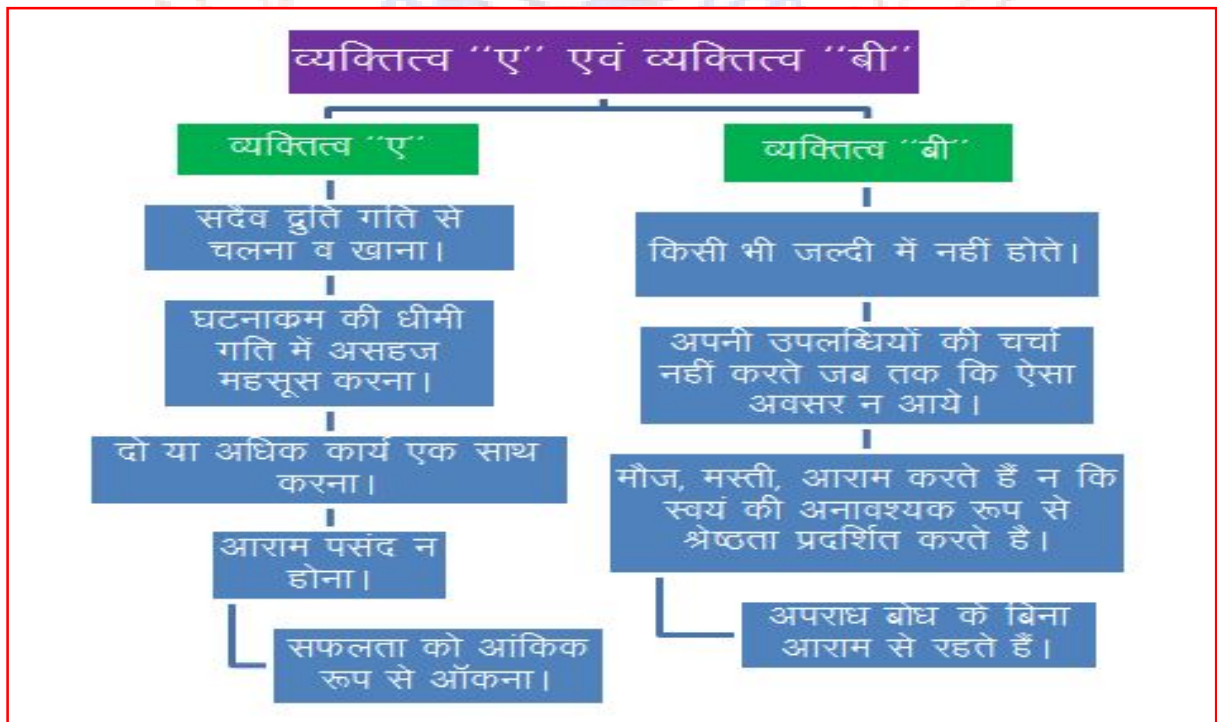 व्यक्तित्व ‘‘ए’’ एवं व्यक्तित्व ‘‘बी’’
व्यक्तित्व ‘‘ए’’
सदैव द्रुति गति से
चलना व खाना।
घटनाक्रम की धीमी
गति में असहज
महसूस करना।
दो या अधिक कार्य एक साथ
करना।
आराम पसंद न
होना।
सफलता को आंकिक
रूप से ऑकना।
व्यक्तित्व ‘‘बी’’
किसी भी जल्दी में नहीं होते।
अपनी उपलब्धियों की चर्चा
नहीं करते जब तक कि ऐसा
अवसर न आये।
मौज, मस्ती, आराम करते हैं न कि
स्वयं की अनावश्यक रूप से
श्रेष्ठता प्रदर्शित करते है।
अपराध बोध के बिना
आराम से रहते हैं।